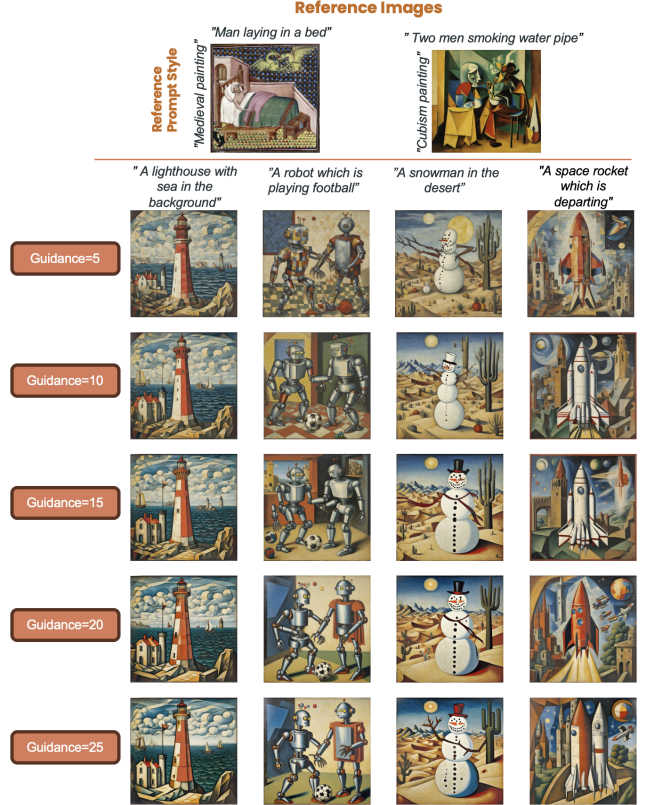 Reference Images
Reference
Prompt Style
"Man laying in a bed"
"Medieval painting"
" Two men smoking water pipe"
"Cubism painting"
" A lighthouse with
sea in the
background"
"A robot which is
playing football"
"A snowman in the
desert"
"A space rocket
which is
departing"
Guidance=5
Guidance=10
Guidance=15
Guidance=20
Guidance=25